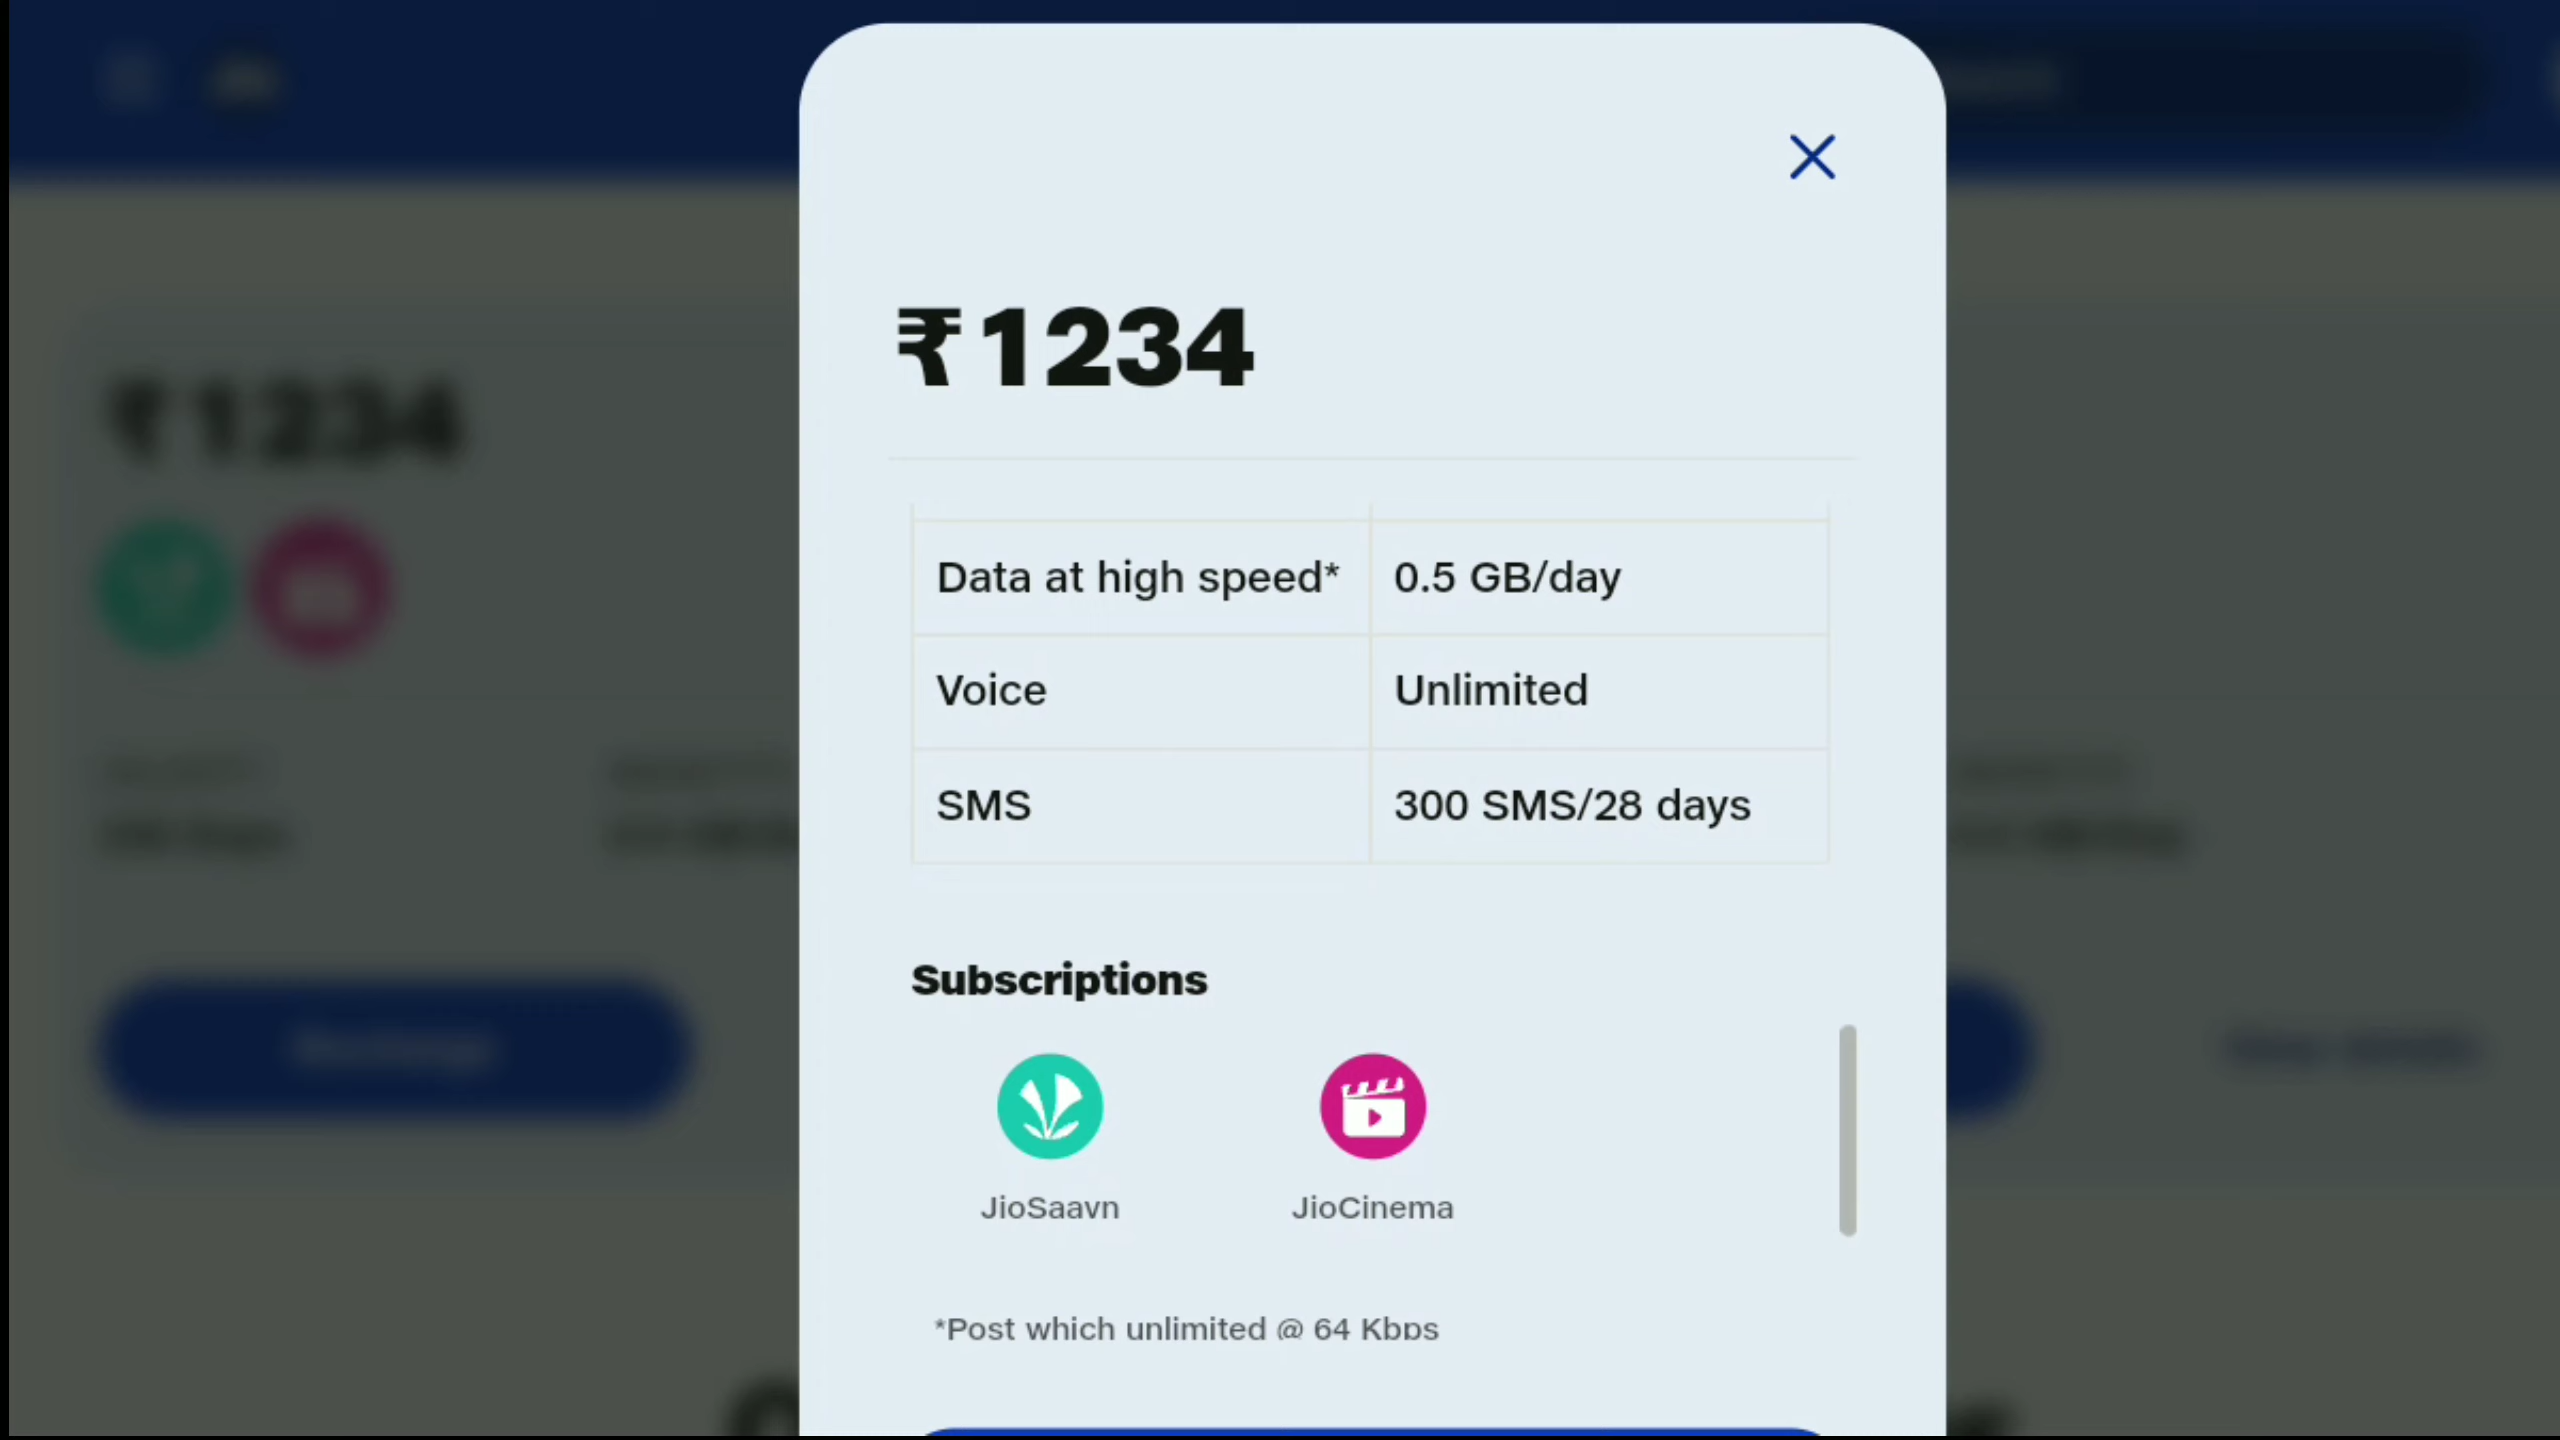 ₹1234
₹1234
Data at high speed* 0.5 GB/day
Voice Unlimited
SMS 300 SMS/28 days
Subscriptions
JioSaavn JioCinema
*Post which unlimited @ 64 Kbps